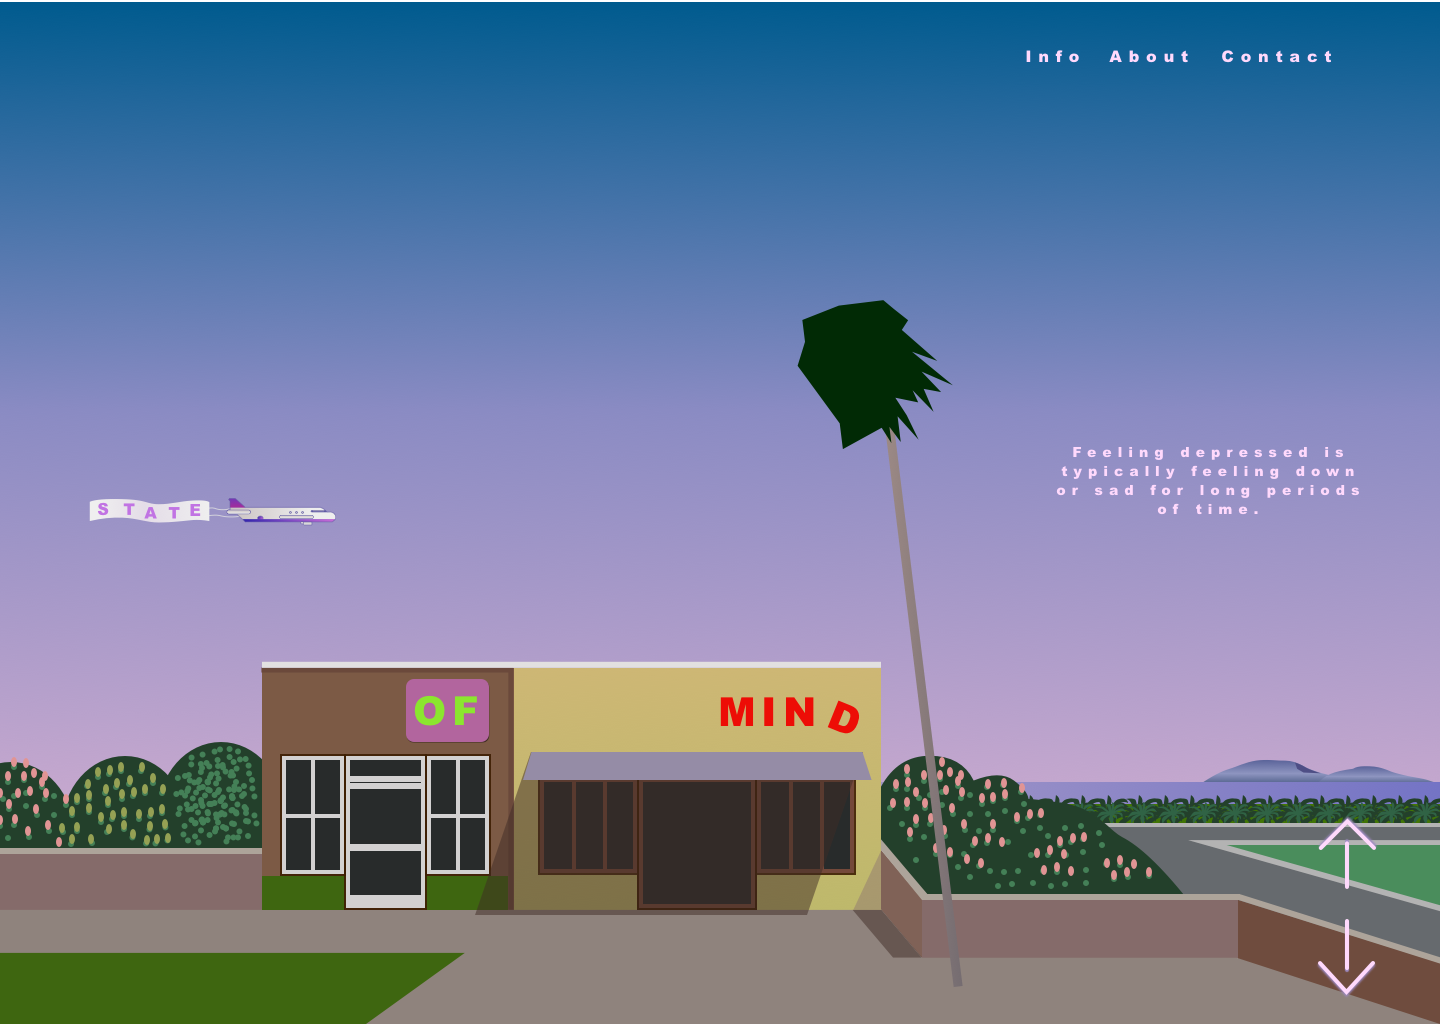 Info About Contact
Feeling depressed is
typically feeling down
or sad for long periods
of time.
STATE
OF
MIND